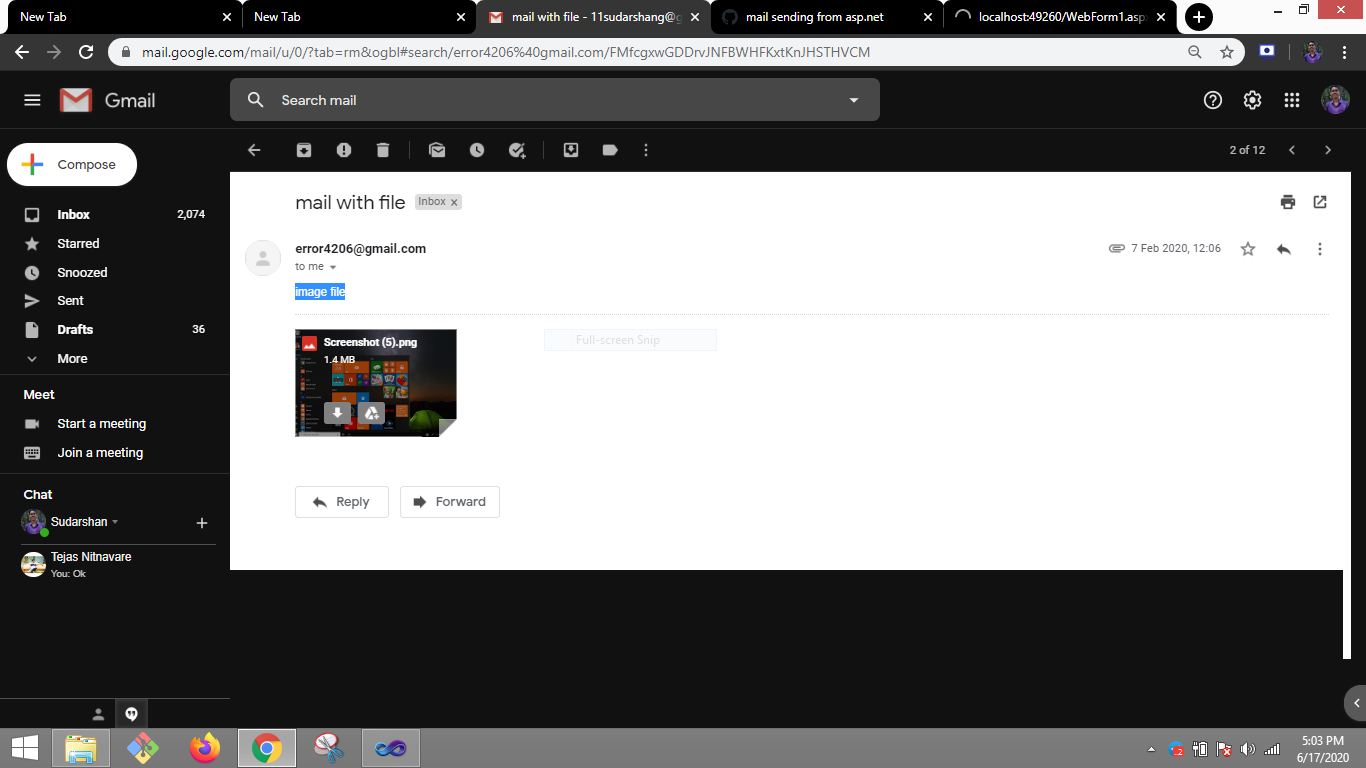 New Tab
New Tab
mail with file - 11sudarshang@g
mail sending from asp.net
localhost:49260/WebForm1.asp
mail.google.com/mail/u/0/?tab=rm&ogbl#search/error4206%40gmail.com/FMfcgxwGDDrvJNFBWHFKxtKnJHSTHVCM
Gmail
Search mail
Compose
2 of 12
mail with file
Inbox x
Inbox 2,074
Starred
Snoozed
Sent
Drafts 36
More
error4206@gmail.com
7 Feb 2020, 12:06
to me
image file
Screenshot (5).png
1.4 MB
Full-screen Snip
Meet
Start a meeting
Join a meeting
Reply
Forward
Chat
Sudarshan
Tejas Nitnavare
You: Ok
2
5:03 PM
6/17/2020